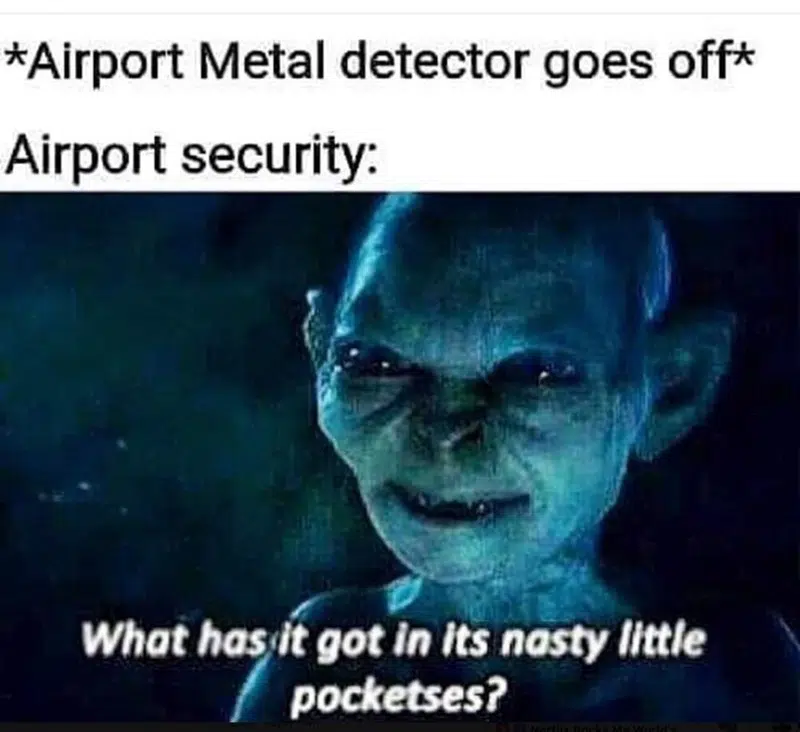 *Airport Metal detector goes off*
Airport security:
What has it got in its nasty little
pocketses?